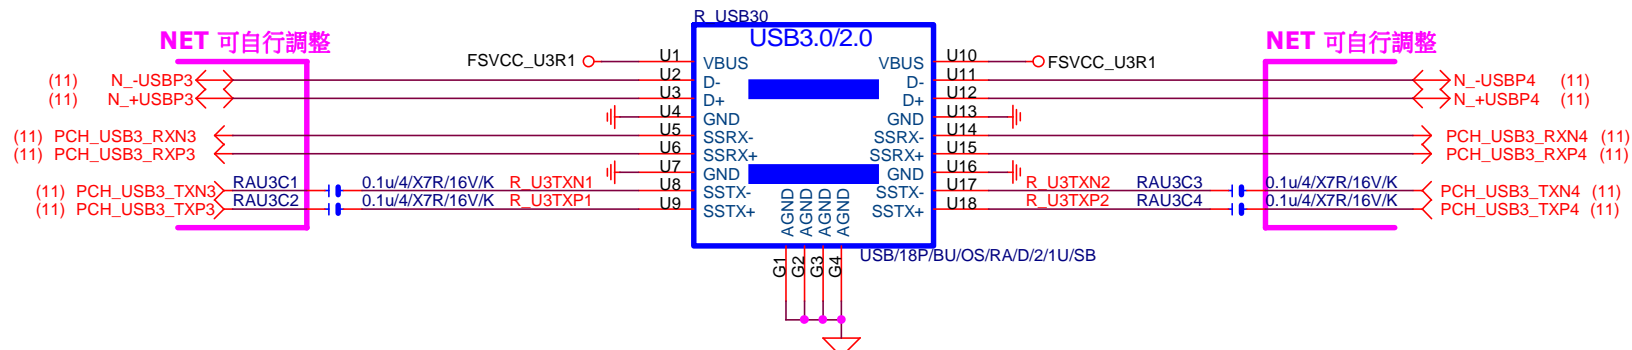 R_USB30
NET 可自行調整
USB3.0/2.0
NET 可自行調整
FSVCC_U3R1
U1
VBUS
VBUS
U10
FSVCC_U3R1
(11)
N_-USBP3
U2
D-
D-
U11
N_-USBP4
(11)
(11)
N_+USBP3
U3
D+
D+
U12
N_+USBP4
(11)
U4
GND
GND
U13
(11)
PCH_USB3_RXN3
U5
SSRX-
SSRX-
U14
PCH_USB3_RXN4
(11)
(11)
PCH_USB3_RXP3
U6
SSRX+
SSRX+
U15
PCH_USB3_RXP4
(11)
U7
GND
GND
U16
(11)
PCH_USB3_TXN3
RAU3C1
0.1u/4/X7R/16V/K
R_U3TXN1
U8
SSTX-
SSTX-
U17
R_U3TXN2
RAU3C3
0.1u/4/X7R/16V/K
PCH_USB3_TXN4
(11)
(11)
PCH_USB3_TXP3
RAU3C2
0.1u/4/X7R/16V/K
R_U3TXP1
U9
SSTX+
SSTX+
U18
R_U3TXP2
RAU3C4
0.1u/4/X7R/16V/K
PCH_USB3_TXP4
(11)
AGND
AGND
AGND
AGND
USB/18P/BU/OS/RA/D/2/1U/SB
G1
G2
G3
G4